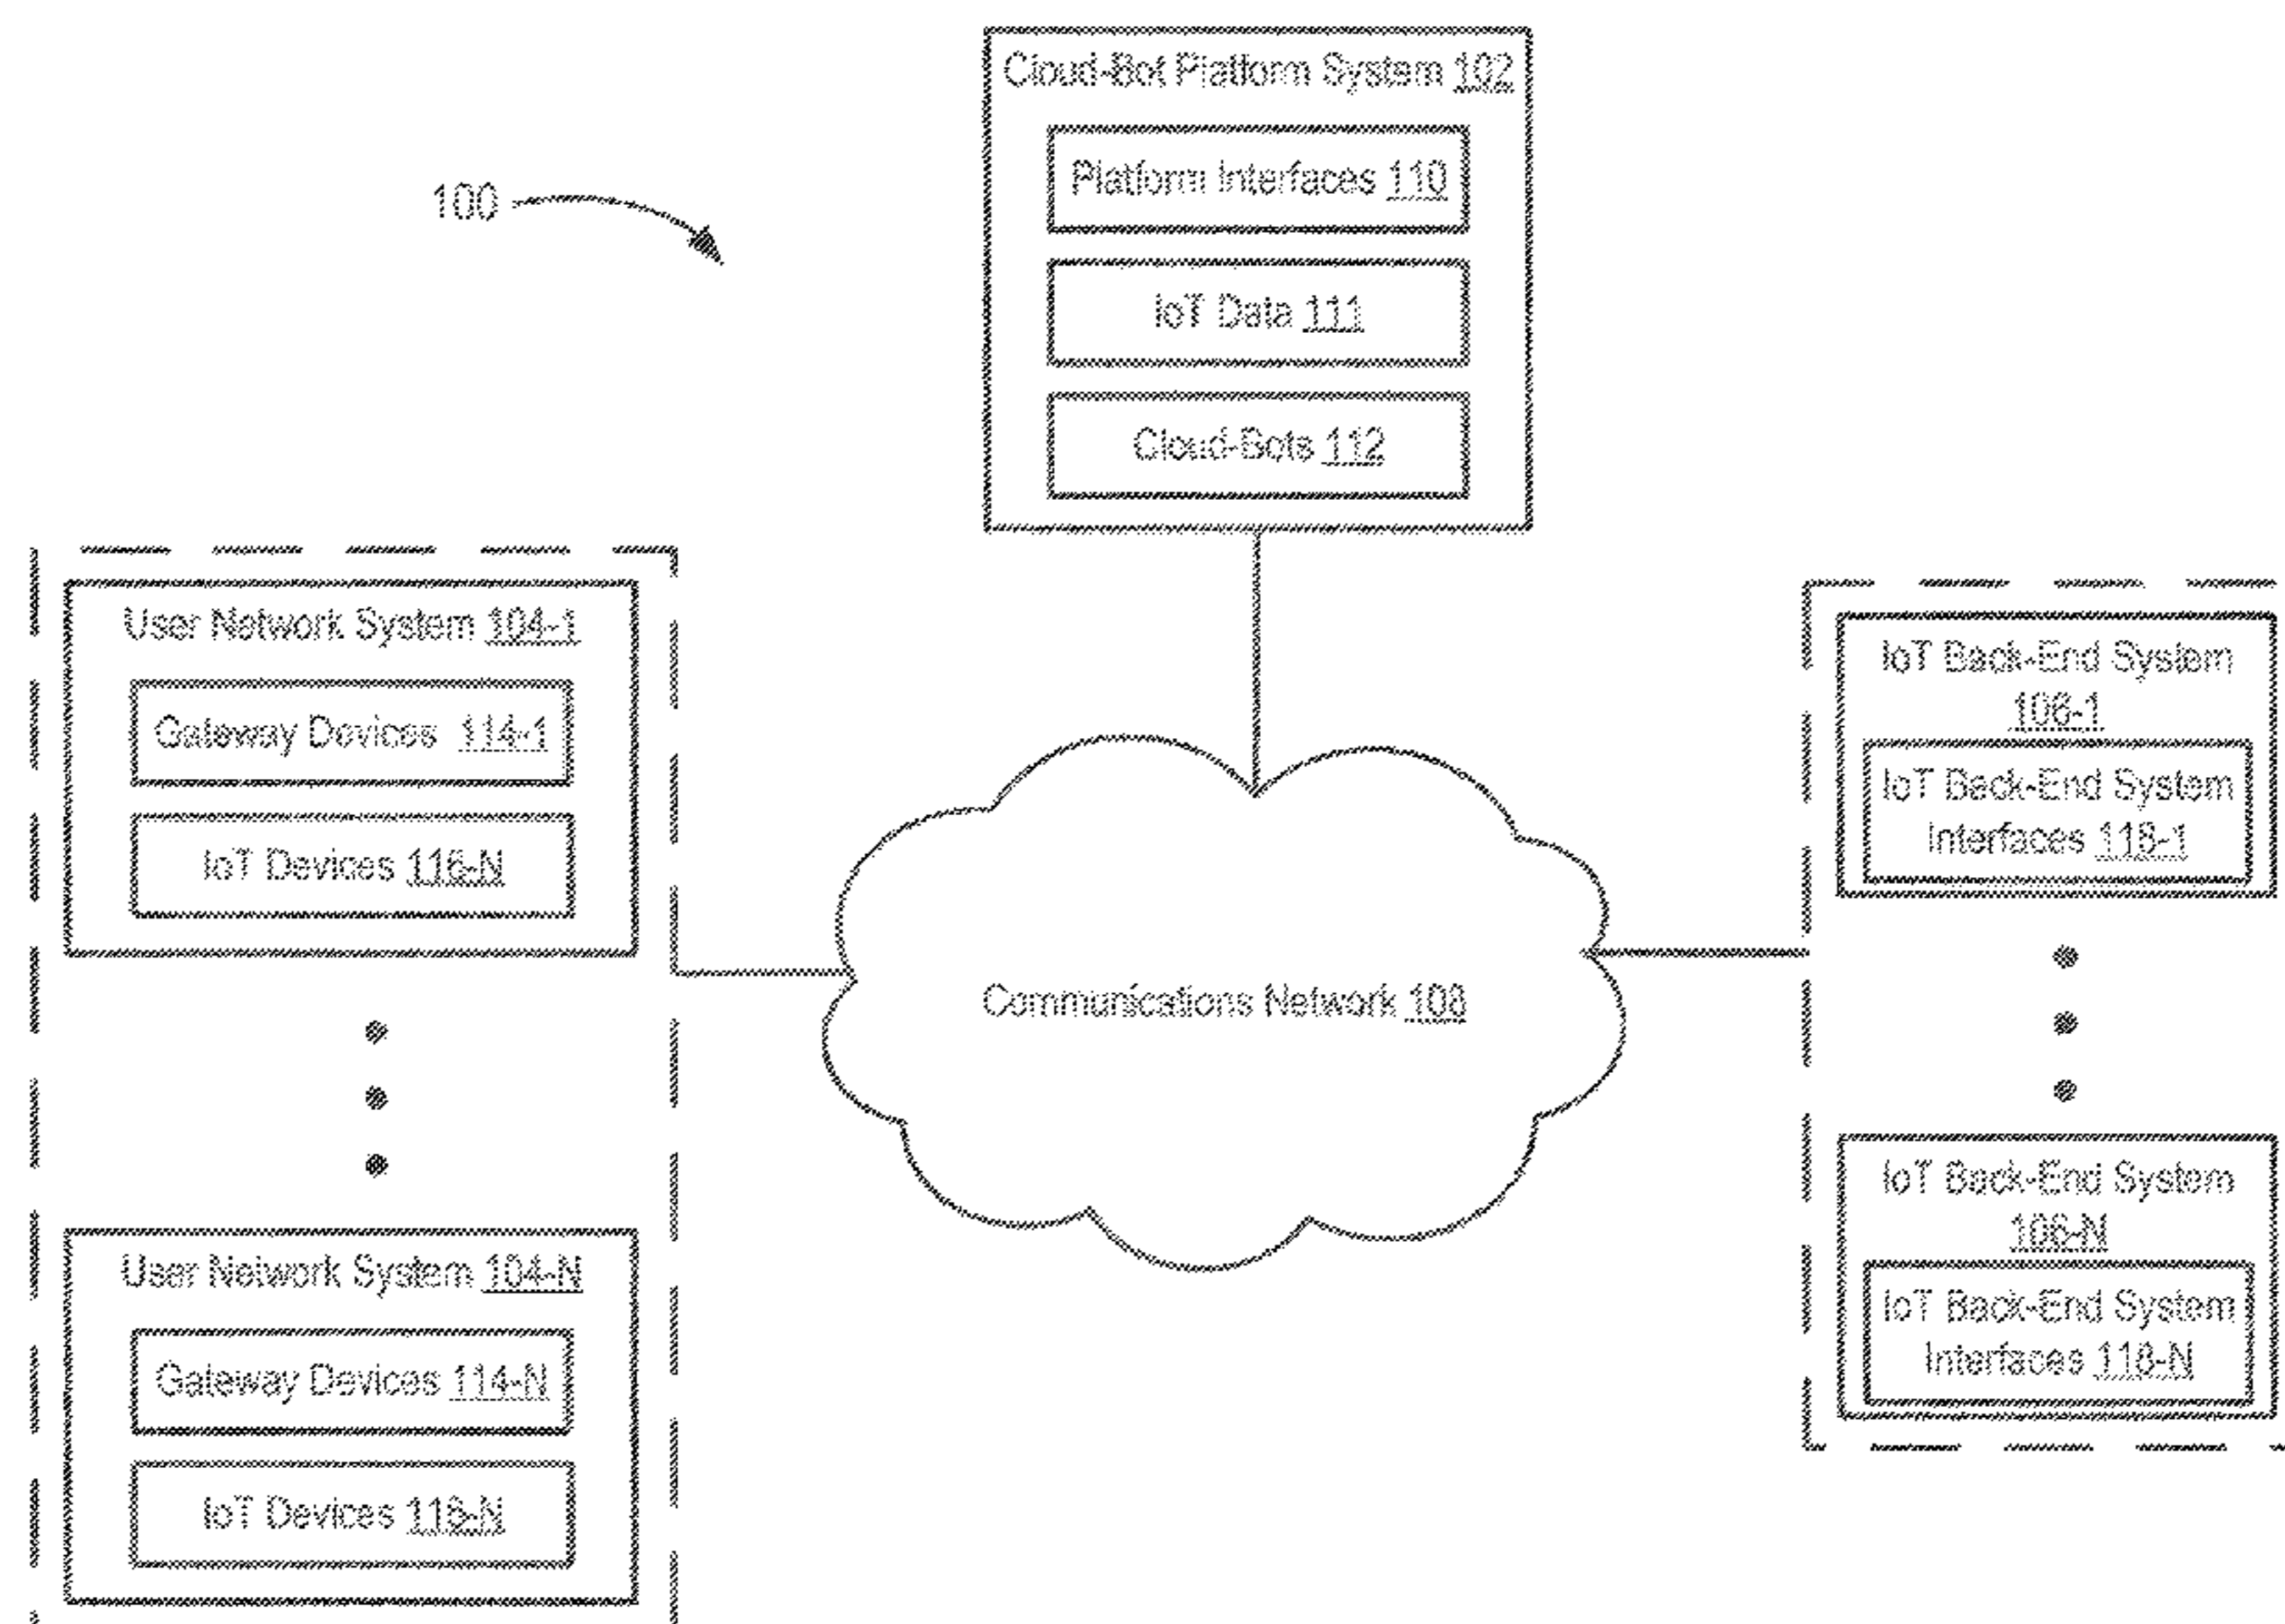 Cloud-Bot Platform System 102
Platform Interfaces 110
IoT Data 111
Cloud-Bots 112
100
User Network System 104-1
Gateway Devices 114-1
IoT Devices 116-N
User Network System 104-N
Gateway Devices 114-N
IoT Devices 116-N
Communications Network 108
IoT Back-End System
106-1
IoT Back-End System
Interfaces 118-1
IoT Back-End System
106-N
IoT Back-End System
Interfaces 118-N